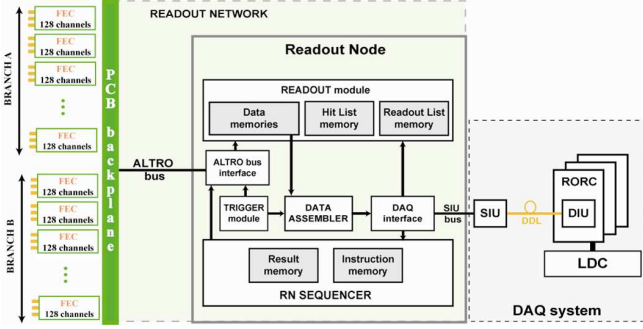 BRANCH A
FEC
128 channels
FEC
128 channels
FEC
128 channels
FEC
128 channels
BRANCH B
FEC
128 channels
FEC
128 channels
FEC
128 channels
FEC
128 channels
PCB backplane
READOUT NETWORK
Readout Node
READOUT module
Data
memories
Hit List
memory
Readout List
memory
ALTRO
bus
ALTRO bus
interface
TRIGGER
module
DATA
ASSEMBLER
DAQ
interface
SIU
bus
Result
memory
Instruction
memory
RN SEQUENCER
SIU
DDL
RORC
DIU
LDC
DAQ system